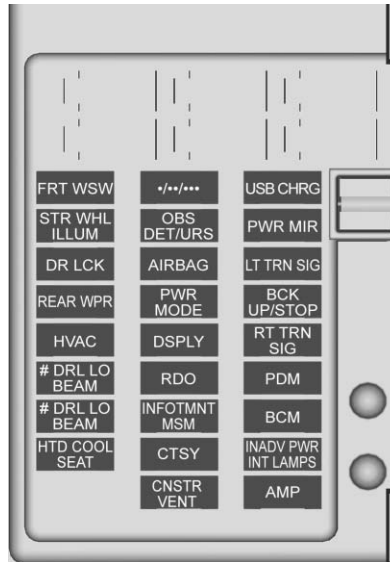 FRT WSW
STR WHL
ILLUM
DR LCK
REAR WPR
HVAC
# DRL LO
BEAM
# DRL LO
BEAM
HTD COOL
SEAT
•/••/•••
OBS
DET/URS
AIRBAG
PWR
MODE
DSPLY
RDO
INFOTMNT
MSM
CTSY
CNSTR
VENT
USB CHRG
PWR MIR
LT TRN SIG
BCK
UP/STOP
RT TRN
SIG
PDM
BCM
INADV PWR
INT LAMPS
AMP